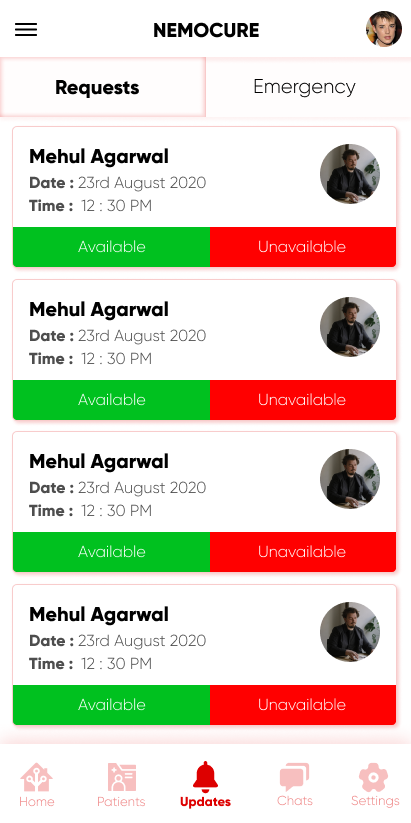 NEMOCURE
Requests
Emergency
Mehul Agarwal
Date : 23rd August 2020
Time :  12 : 30 PM
Available
Unavailable
Mehul Agarwal
Date : 23rd August 2020
Time :  12 : 30 PM
Available
Unavailable
Mehul Agarwal
Date : 23rd August 2020
Time :  12 : 30 PM
Available
Unavailable
Mehul Agarwal
Date : 23rd August 2020
Time :  12 : 30 PM
Available
Unavailable
Home
Patients
Updates
Chats
Settings